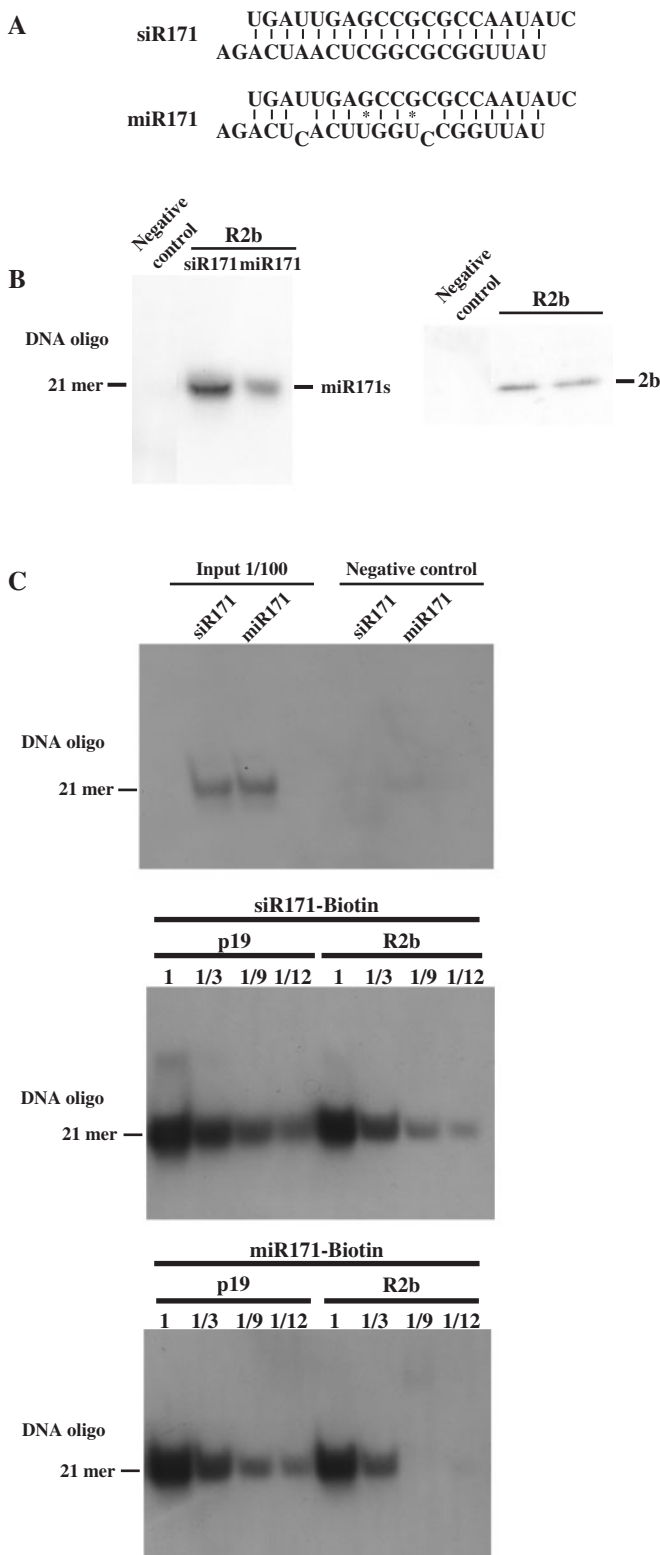 A
siR171
UGAUUGAGCCGCGCCAAUAUC
AGACUAACUCGGCGCGGUUAU
miR171
UGAUUGAGCCGCGCCAAUAUC
* *
AGACUCACUUGGUCCGGUUAU
B
Negative control
R2b
siR171 miR171
DNA oligo
21 mer
miR171s
Negative control
R2b
2b
C
Input 1/100
Negative control
siR171 miR171 siR171 miR171
DNA oligo
21 mer
siR171-Biotin
p19 R2b
1 1/3 1/9 1/12 1 1/3 1/9 1/12
DNA oligo
21 mer
miR171-Biotin
p19 R2b
1 1/3 1/9 1/12 1 1/3 1/9 1/12
DNA oligo
21 mer